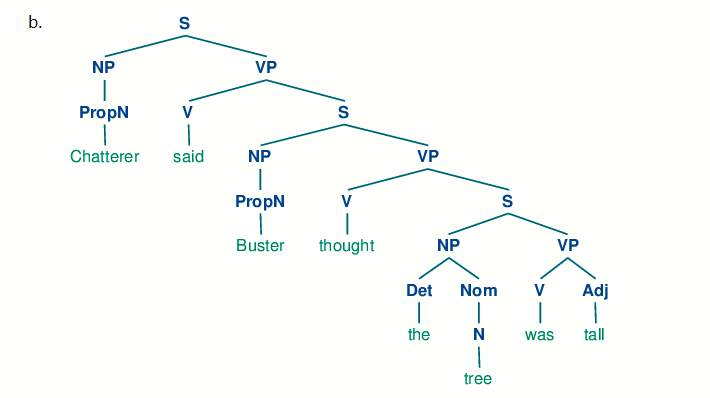 b.
S
NP VP
PropN V S
Chatterer said NP VP
PropN V S
Buster thought NP VP
Det Nom V Adj
the N was tall
tree